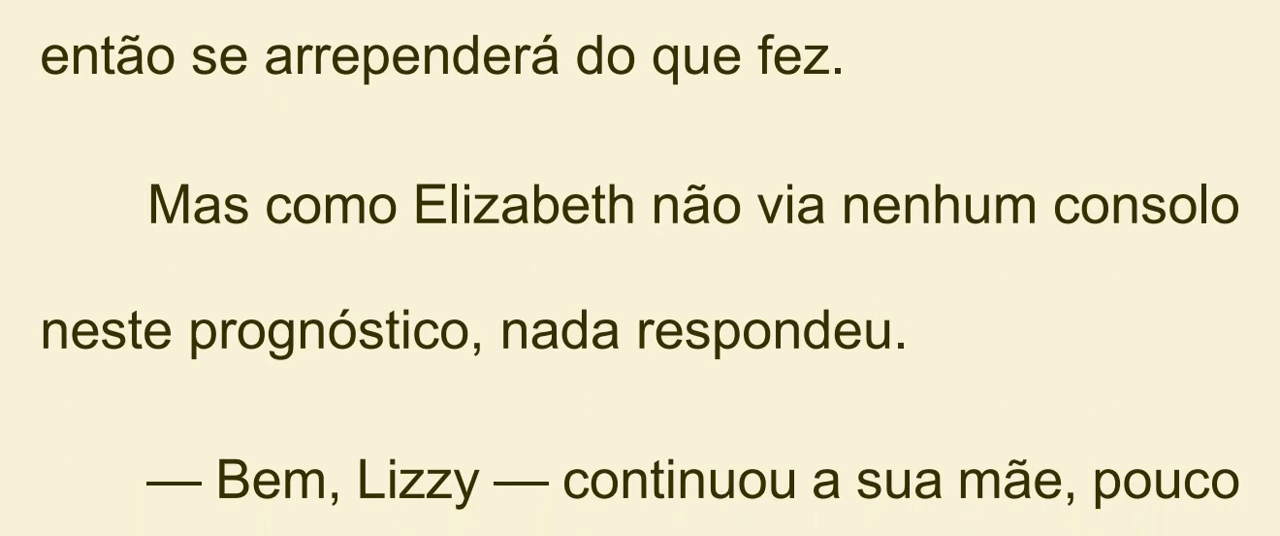 então se arrependerá do que fez.
Mas como Elizabeth não via nenhum consolo
neste prognóstico, nada respondeu.
— Bem, Lizzy — continuou a sua mãe, pouco